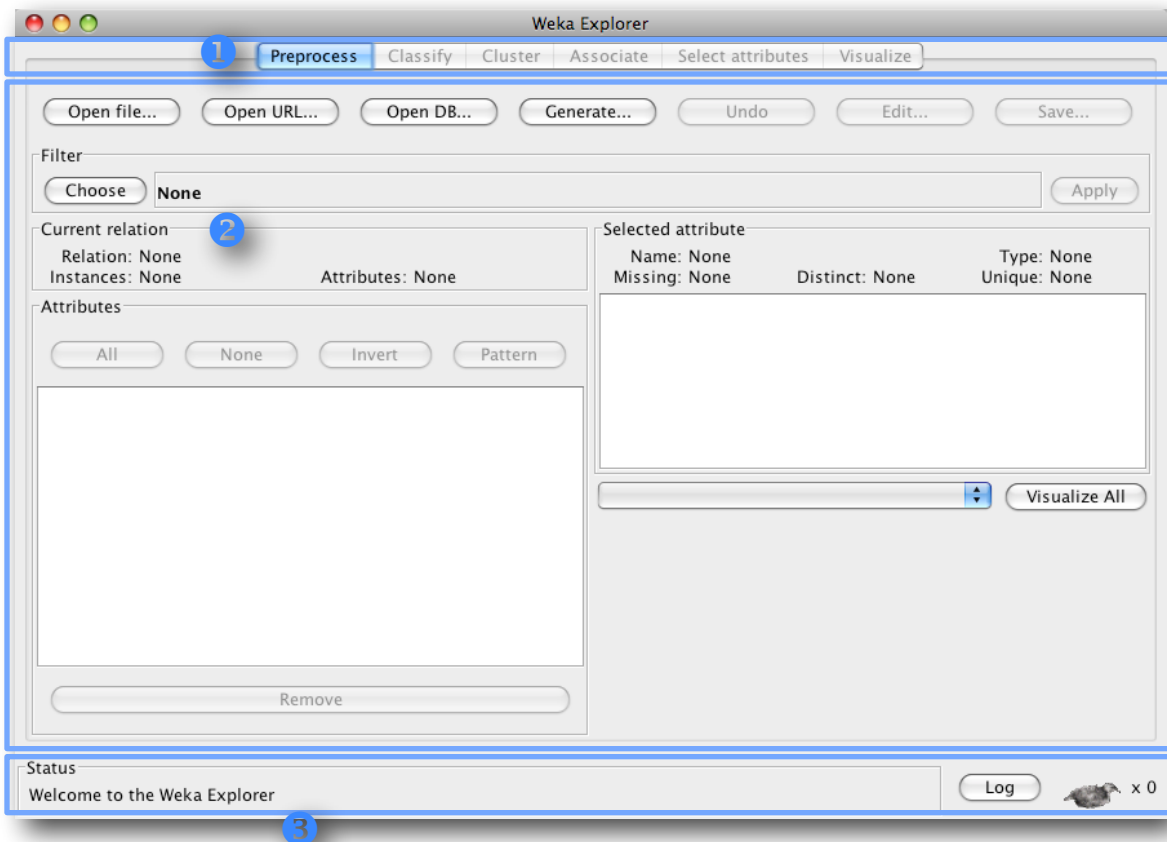 Weka Explorer
1
Preprocess Classify Cluster Associate Select attributes Visualize
Open file... Open URL... Open DB... Generate... Undo Edit... Save...
Filter
Choose None Apply
2
Current relation
Relation: None
Instances: None Attributes: None
Selected attribute
Name: None Type: None
Missing: None Distinct: None Unique: None
Attributes
All None Invert Pattern
Visualize All
Remove
Status
Welcome to the Weka Explorer
Log x 0
3